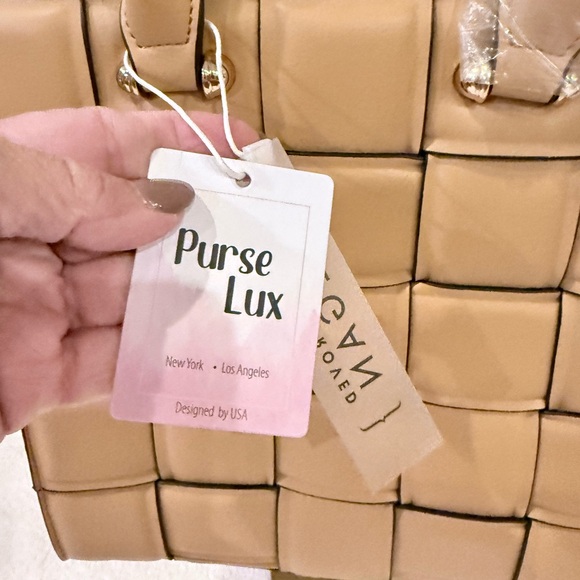 Purse
Lux
New York • Los Angeles
Designed by USA